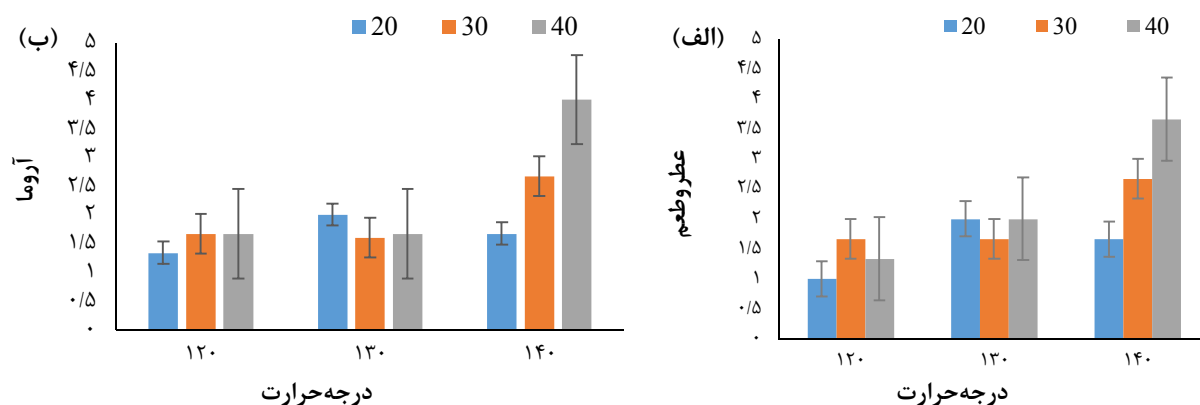 (الف)
20 30 40
۵
۴/۵
۴
۳/۵
۳
۲/۵
۲
۱/۵
۱
۰/۵
۰
عطروطعم
۱۲۰ ۱۳۰ ۱۴۰
درجه‌حرارت
(ب)
20 30 40
۵
۴/۵
۴
۳/۵
۳
۲/۵
۲
۱/۵
۱
۰/۵
۰
آروما
۱۲۰ ۱۳۰ ۱۴۰
درجه‌حرارت